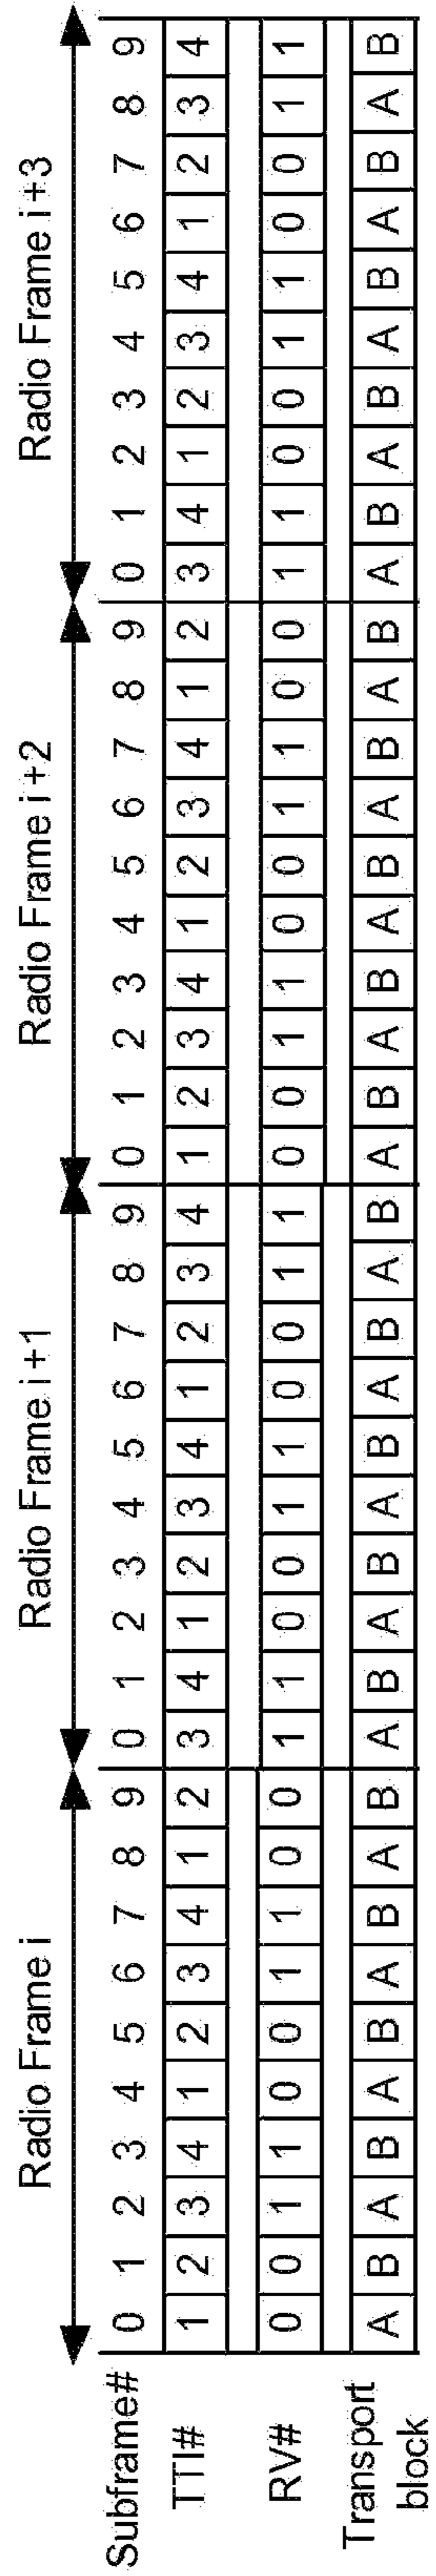 Radio Frame i Radio Frame i+1 Radio Frame i+2 Radio Frame i+3
Subframe# 0 1 2 3 4 5 6 7 8 9 0 1 2 3 4 5 6 7 8 9 0 1 2 3 4 5 6 7 8 9 0 1 2 3 4 5 6 7 8 9
TTI# 1 2 3 4 1 2 3 4 1 2 3 4 1 2 3 4 1 2 3 4 1 2 3 4 1 2 3 4 1 2 3 4 1 2 3 4 1 2 3 4
RV# 0 0 1 1 0 0 1 1 0 0 1 1 0 0 1 1 0 0 1 1 0 0 1 1 0 0 1 1 0 0 1 1 0 0 1 1 0 0 1 1
Transport
block A B A B A B A B A B A B A B A B A B A B A B A B A B A B A B A B A B A B A B A B